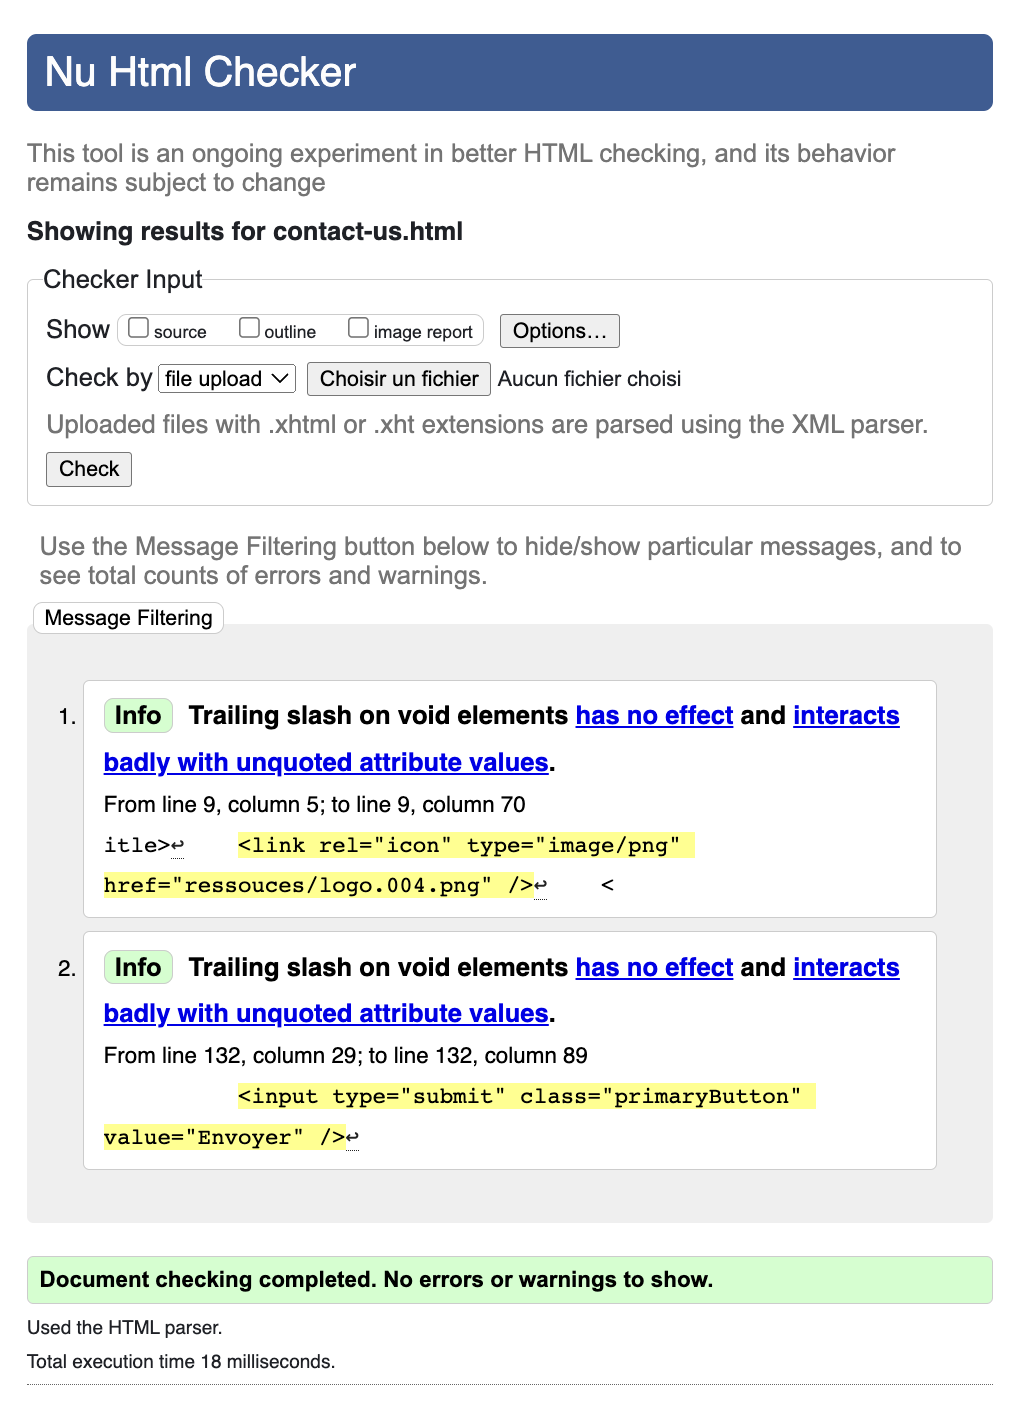 Nu Html Checker
This tool is an ongoing experiment in better HTML checking, and its behavior
remains subject to change
Showing results for contact-us.html
Checker Input
Show source outline image report Options…
Check by file upload Choisir un fichier Aucun fichier choisi
Uploaded files with .xhtml or .xht extensions are parsed using the XML parser.
Check
Use the Message Filtering button below to hide/show particular messages, and to
see total counts of errors and warnings.
Message Filtering
1. Info Trailing slash on void elements has no effect and interacts
badly with unquoted attribute values.
From line 9, column 5; to line 9, column 70
itle>↩ <link rel="icon" type="image/png"
href="ressouces/logo.004.png" />↩ <
2. Info Trailing slash on void elements has no effect and interacts
badly with unquoted attribute values.
From line 132, column 29; to line 132, column 89
<input type="submit" class="primaryButton"
value="Envoyer" />↩
Document checking completed. No errors or warnings to show.
Used the HTML parser.
Total execution time 18 milliseconds.